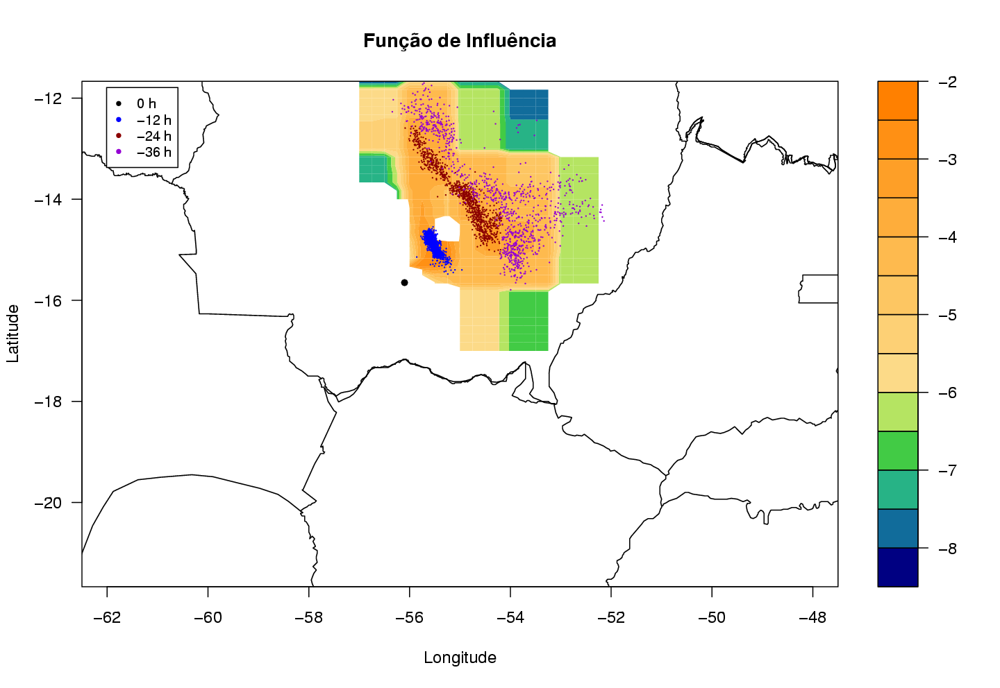 Função de Influência
0 h
−12 h
−24 h
−36 h
−12
−14
−16
−18
−20
Latitude
−62
−60
−58
−56
−54
−52
−50
−48
Longitude
−2
−3
−4
−5
−6
−7
−8